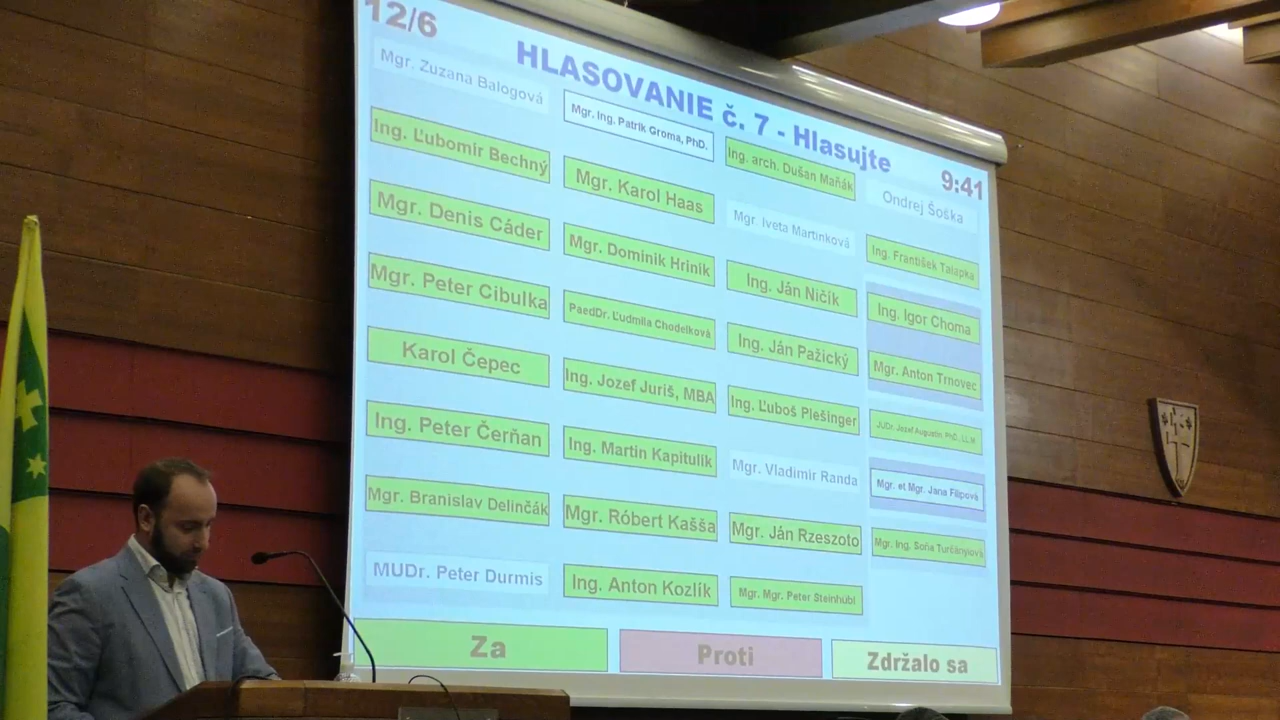 12/6
HLASOVANIE č. 7 - Hlasujte
9:41
Mgr. Zuzana Balogová
Ing. Ľubomír Bechný
Mgr. Denis Cáder
Mgr. Peter Cibulka
Karol Čepec
Ing. Peter Čerňan
Mgr. Branislav Delinčák
MUDr. Peter Durmis
Mgr. Ing. Patrik Groma, PhD.
Mgr. Karol Haas
Mgr. Dominik Hriník
PaedDr. Ľudmila Chodelková
Ing. Jozef Juriš, MBA
Ing. Martin Kapitulík
Mgr. Róbert Kašša
Ing. Anton Kozlík
Ing. arch. Dušan Maňák
Mgr. Iveta Martinková
Ing. Ján Ničík
Ing. Ján Pažický
Ing. Ľuboš Plešinger
Mgr. Vladimír Randa
Mgr. Ján Rzeszoto
Mgr. Mgr. Peter Steinhübl
Ondrej Šoška
Ing. František Talapka
Ing. Igor Choma
Mgr. Anton Trnovec
JUDr. Jozef Augustín PhD., LL.M.
Mgr. et Mgr. Jana Filipová
Mgr. Ing. Soňa Turčányiová
Za
Proti
Zdržalo sa